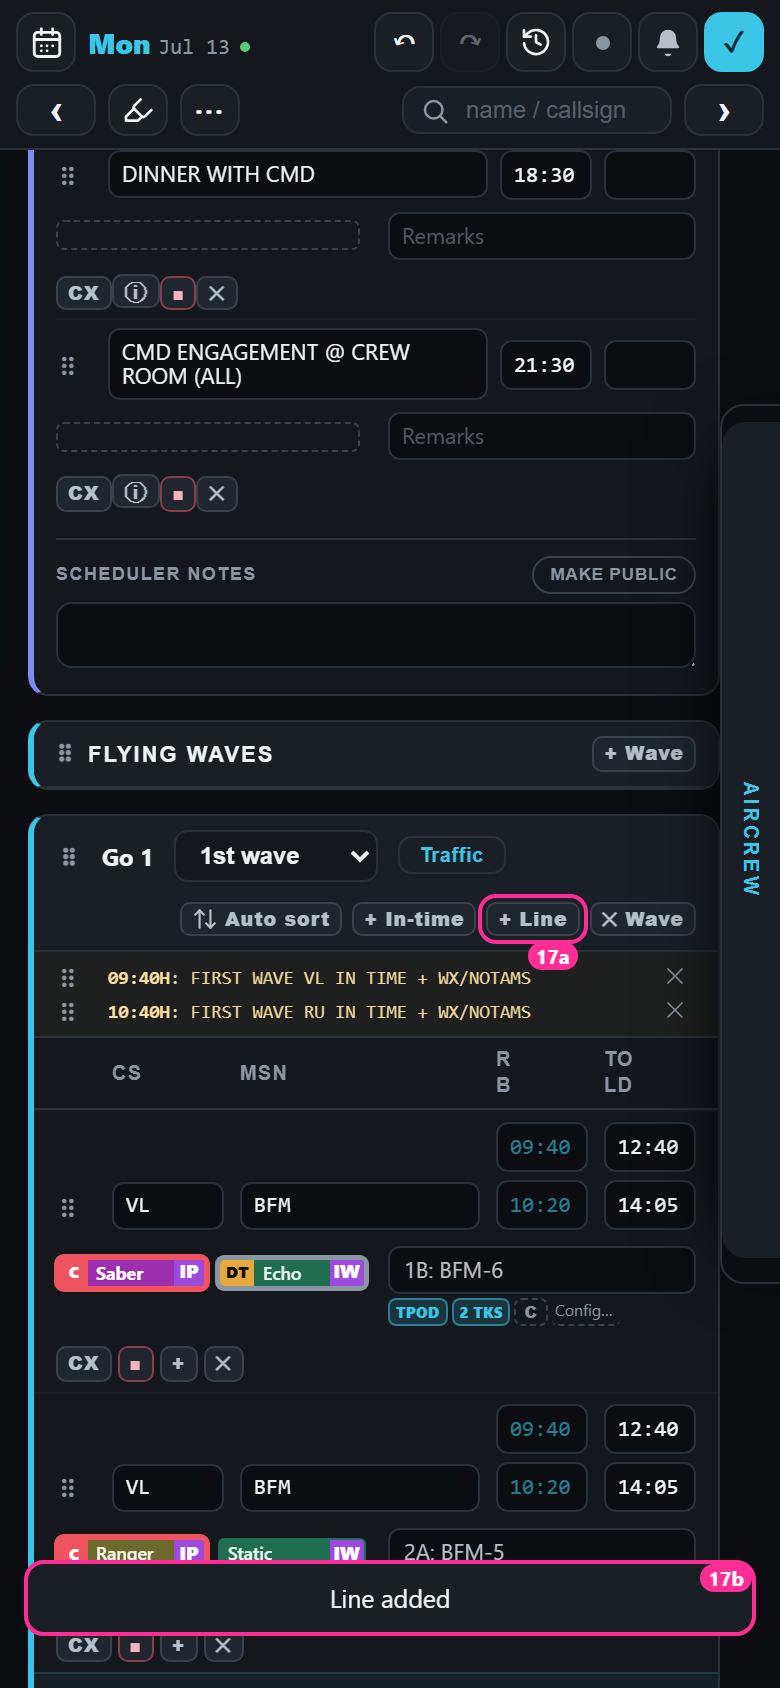 Mon Jul 13
name / callsign
DINNER WITH CMD 18:30
Remarks
CX
CMD ENGAGEMENT @ CREW ROOM (ALL) 21:30
Remarks
CX
SCHEDULER NOTES MAKE PUBLIC
FLYING WAVES + Wave
AIRCREW
Go 1 1st wave Traffic
Auto sort + In-time + Line × Wave
17a
09:40H: FIRST WAVE VL IN TIME + WX/NOTAMS
10:40H: FIRST WAVE RU IN TIME + WX/NOTAMS
CS MSN R B TO LD
09:40 12:40
VL BFM 10:20 14:05
C Saber IP DT Echo IW 1B: BFM-6
TPOD 2 TKS C Config...
CX +
09:40 12:40
VL BFM 10:20 14:05
C Ranger IP Static IW 2A: BFM-5
17b
Line added
CX +